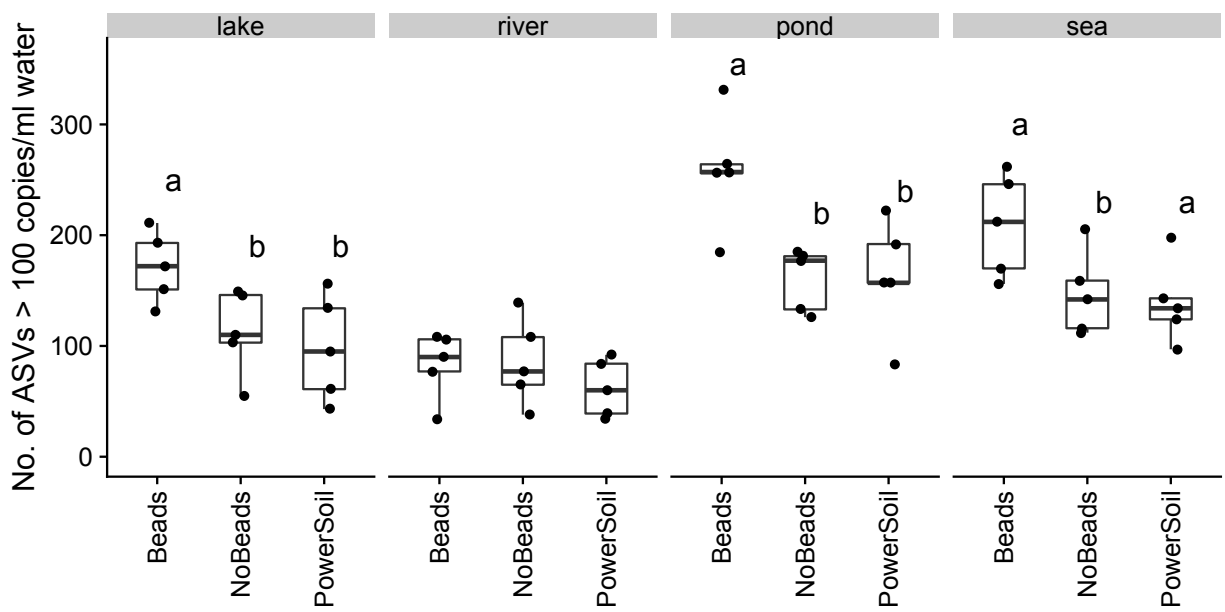 lake river pond sea
No. of ASVs > 100 copies/ml water
300
200
100
0
a b b
a b b
a b a
Beads NoBeads PowerSoil Beads NoBeads PowerSoil Beads NoBeads PowerSoil Beads NoBeads PowerSoil